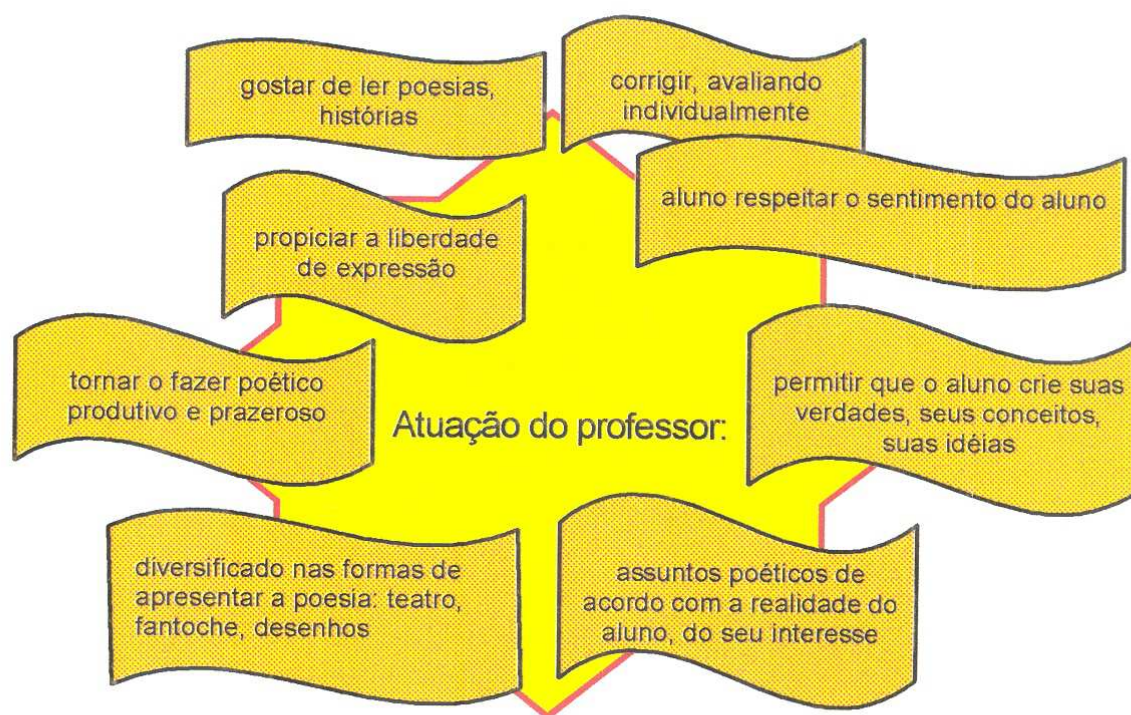 gostar de ler poesias,
histórias
corrigir, avaliando
individualmente
aluno respeitar o sentimento do aluno
propiciar a liberdade
de expressão
tornar o fazer poético
produtivo e prazeroso
Atuação do professor:
permitir que o aluno crie suas
verdades, seus conceitos,
suas idéias
diversificado nas formas de
apresentar a poesia: teatro,
fantoche, desenhos
assuntos poéticos de
acordo com a realidade do
aluno, do seu interesse